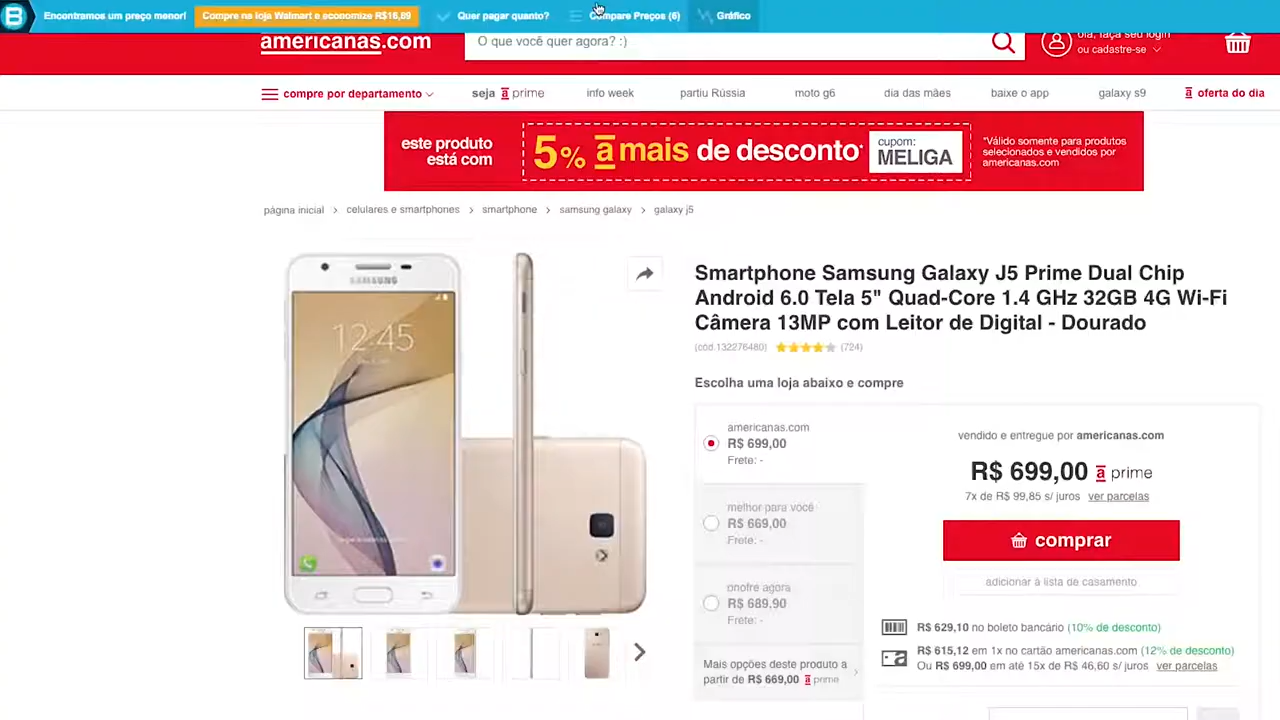 B
Encontramos um preço menor!
Compre na loja Walmart e economize R$16,89
Quer pagar quanto?
Compare Preços (6)
Gráfico
americanas.com
O que você quer agora? :)
olá, faça seu login
ou cadastre-se
compre por departamento
seja a prime
info week
partiu Rússia
moto g6
dia das mães
baixe o app
galaxy s9
a oferta do dia
este produto
está com
5% a mais de desconto*
cupom:
MELIGA
*Válido somente para produtos
selecionados e vendidos por
americanas.com
página inicial > celulares e smartphones > smartphone > samsung galaxy > galaxy j5
SAMSUNG
12:45
Smartphone Samsung Galaxy J5 Prime Dual Chip
Android 6.0 Tela 5" Quad-Core 1.4 GHz 32GB 4G Wi-Fi
Câmera 13MP com Leitor de Digital - Dourado
(cód.132276480)
(724)
Escolha uma loja abaixo e compre
americanas.com
R$ 699,00
Frete: -
melhor para você
R$ 669,00
Frete: -
onofre agora
R$ 689,90
Frete: -
Mais opções deste produto a
partir de R$ 669,00 a prime
vendido e entregue por americanas.com
R$ 699,00 a prime
7x de R$ 99,85 s/ juros ver parcelas
comprar
adicionar à lista de casamento
R$ 629,10 no boleto bancário (10% de desconto)
R$ 615,12 em 1x no cartão americanas.com (12% de desconto)
Ou R$ 699,00 em até 15x de R$ 46,60 s/ juros ver parcelas